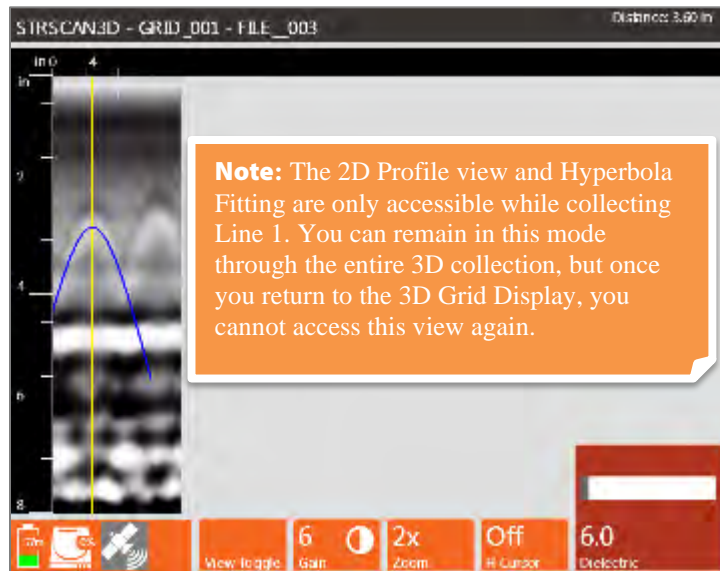 STRSCAN3D - GRID_001 - FILE__003
Distance: 3.60 in
in 0 4
in
2
4
6
8
Note: The 2D Profile view and Hyperbola
Fitting are only accessible while collecting
Line 1. You can remain in this mode
through the entire 3D collection, but once
you return to the 3D Grid Display, you
cannot access this view again.
View Toggle
6
Gain
2x
Zoom
Off
H Cursor
6.0
Dielectric